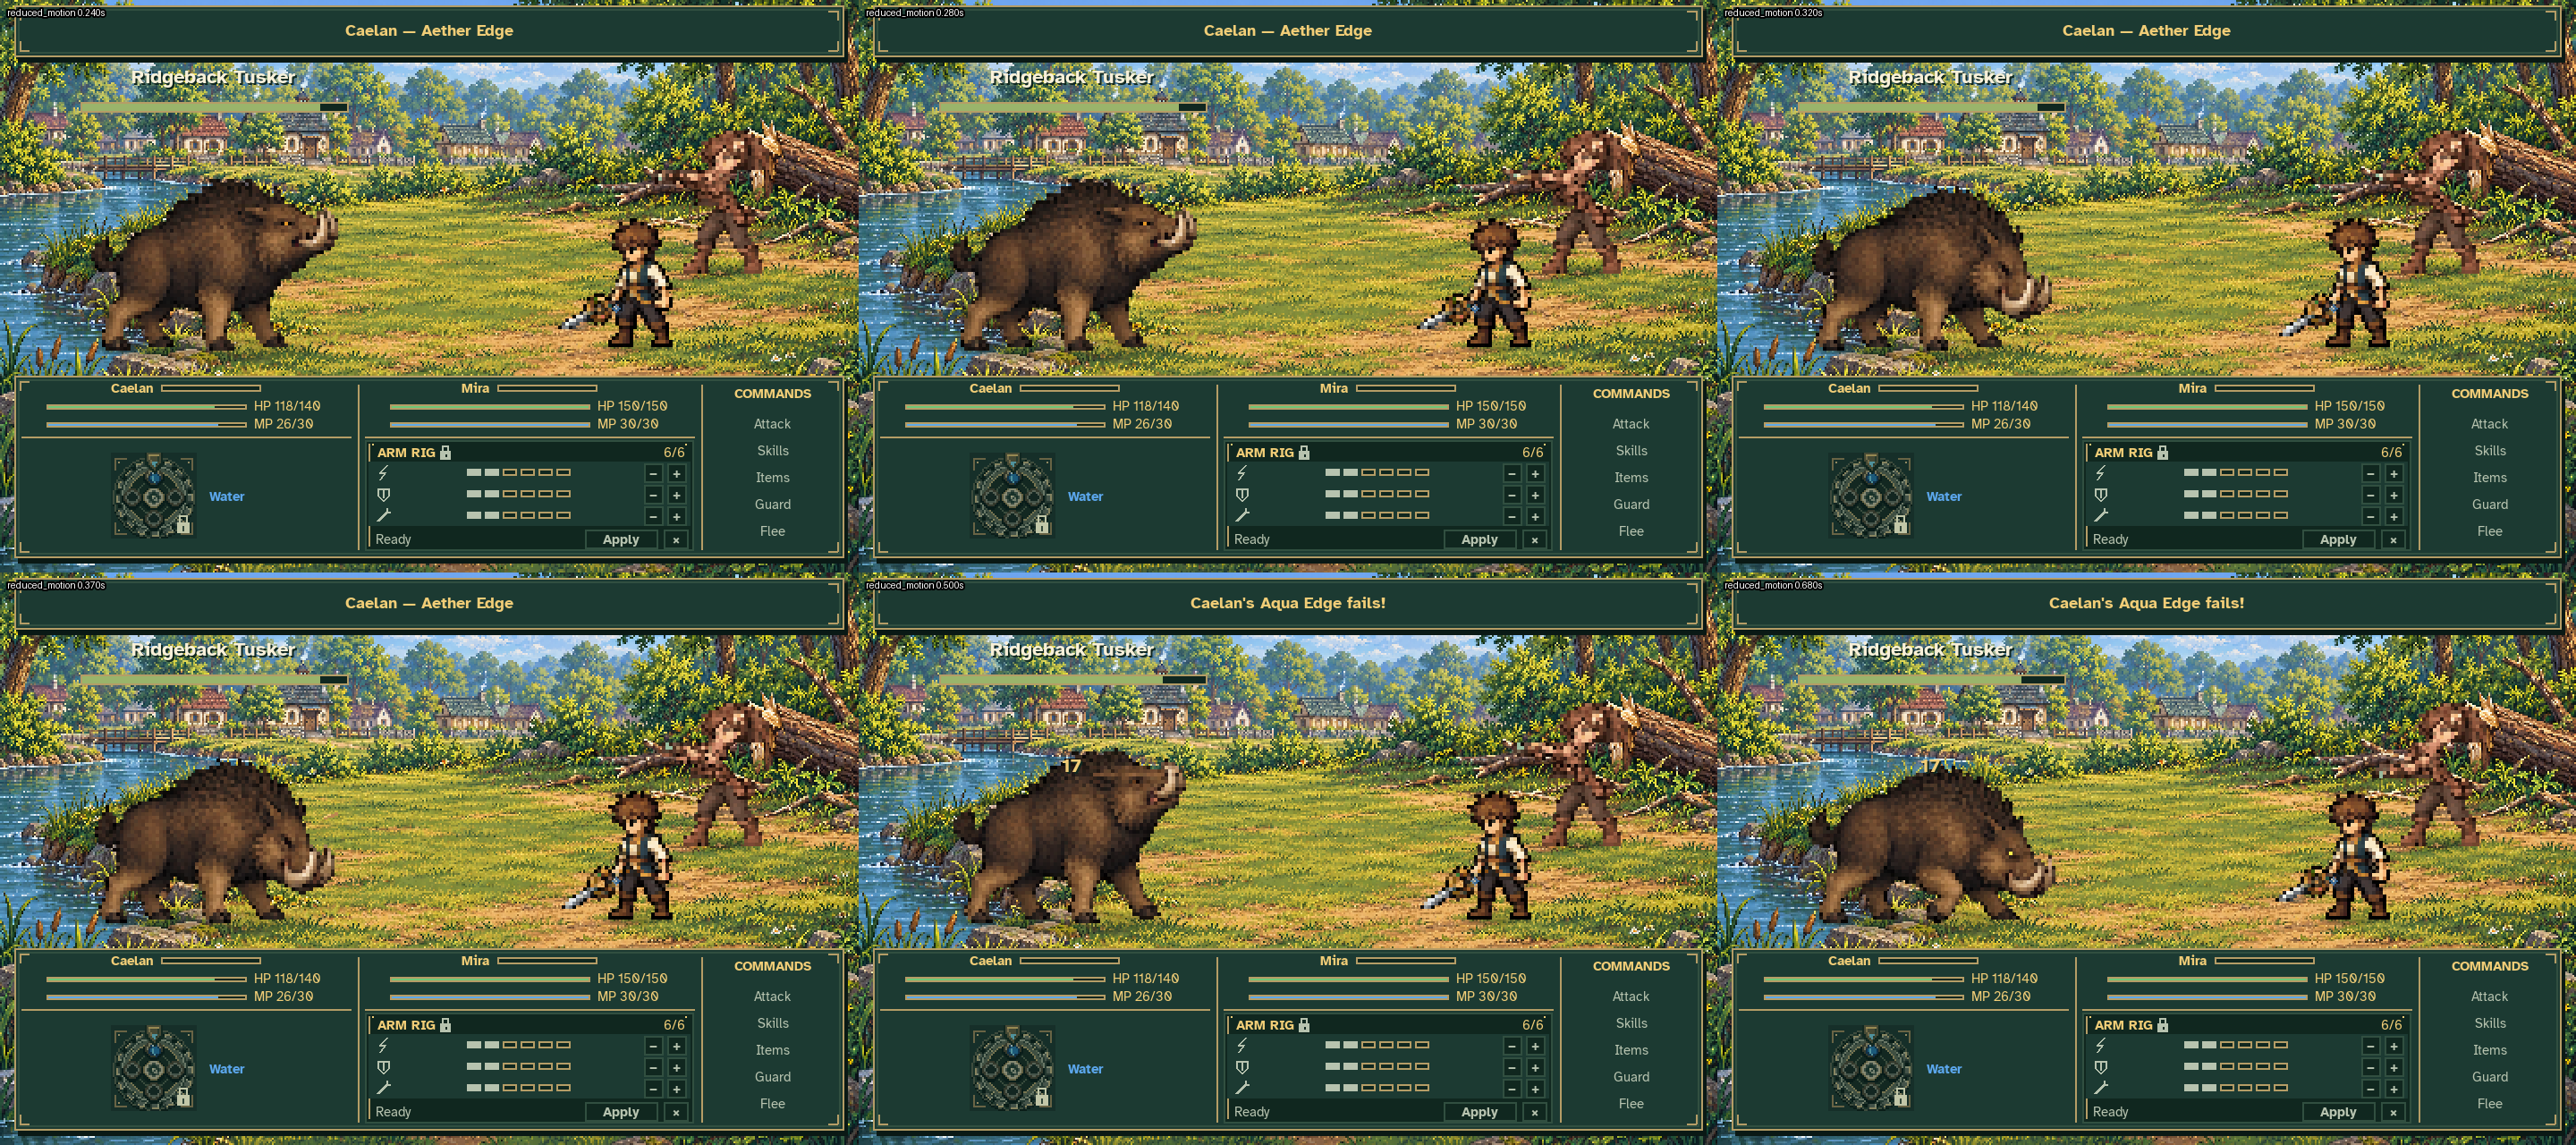 reduced_motion 0.240s
Caelan — Aether Edge
Ridgeback Tusker
Caelan
HP 118/140
MP 26/30
Water
Mira
HP 150/150
MP 30/30
ARM RIG 6/6
− +
− +
− +
Ready Apply ×
COMMANDS
Attack
Skills
Items
Guard
Flee
reduced_motion 0.280s
Caelan — Aether Edge
Ridgeback Tusker
Caelan
HP 118/140
MP 26/30
Water
Mira
HP 150/150
MP 30/30
ARM RIG 6/6
− +
− +
− +
Ready Apply ×
COMMANDS
Attack
Skills
Items
Guard
Flee
reduced_motion 0.320s
Caelan — Aether Edge
Ridgeback Tusker
Caelan
HP 118/140
MP 26/30
Water
Mira
HP 150/150
MP 30/30
ARM RIG 6/6
− +
− +
− +
Ready Apply ×
COMMANDS
Attack
Skills
Items
Guard
Flee
reduced_motion 0.370s
Caelan — Aether Edge
Ridgeback Tusker
Caelan
HP 118/140
MP 26/30
Water
Mira
HP 150/150
MP 30/30
ARM RIG 6/6
− +
− +
− +
Ready Apply ×
COMMANDS
Attack
Skills
Items
Guard
Flee
reduced_motion 0.500s
Caelan's Aqua Edge fails!
Ridgeback Tusker
17
Caelan
HP 118/140
MP 26/30
Water
Mira
HP 150/150
MP 30/30
ARM RIG 6/6
− +
− +
− +
Ready Apply ×
COMMANDS
Attack
Skills
Items
Guard
Flee
reduced_motion 0.680s
Caelan's Aqua Edge fails!
Ridgeback Tusker
17
Caelan
HP 118/140
MP 26/30
Water
Mira
HP 150/150
MP 30/30
ARM RIG 6/6
− +
− +
− +
Ready Apply ×
COMMANDS
Attack
Skills
Items
Guard
Flee